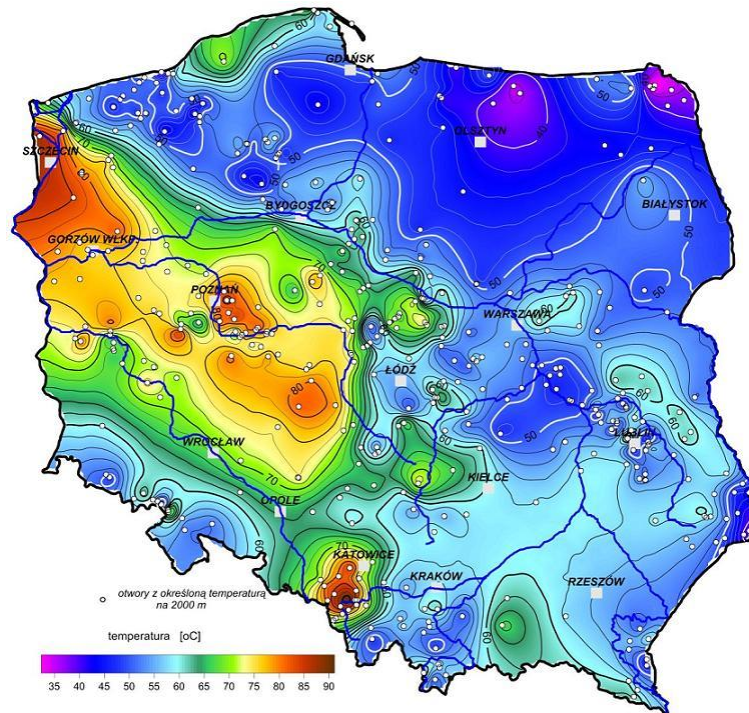 GDAŃSK
OLSZTYN
SZCZECIN
BYDGOSZCZ
BIAŁYSTOK
GORZÓW WLKP.
POZNAŃ
WARSZAWA
ŁÓDŹ
WROCŁAW
LUBLIN
KIELCE
OPOLE
KATOWICE
KRAKÓW
RZESZÓW
otwory z określoną temperaturą
na 2000 m
temperatura [oC]
35 40 45 50 55 60 65 70 75 80 85 90